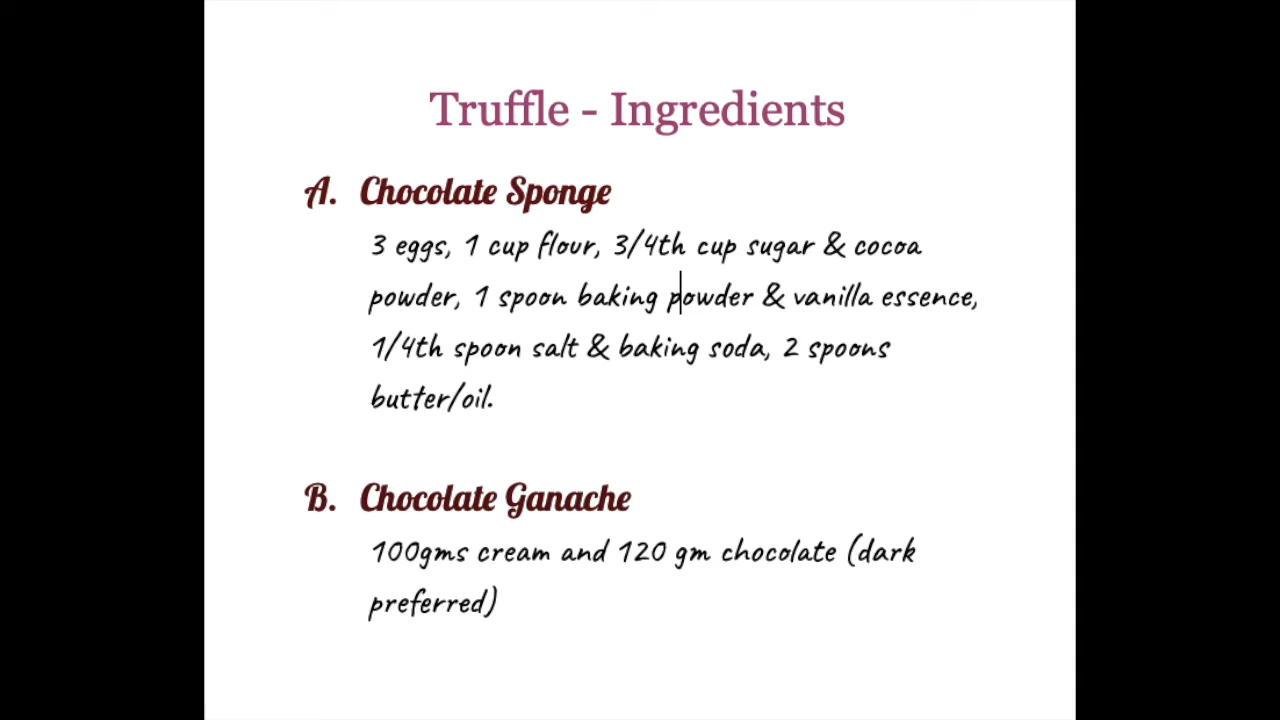 Truffle - Ingredients
A. Chocolate Sponge
3 eggs, 1 cup flour, 3/4th cup sugar & cocoa
powder, 1 spoon baking powder & vanilla essence,
1/4th spoon salt & baking soda, 2 spoons
butter/oil.
B. Chocolate Ganache
100gms cream and 120 gm chocolate (dark
preferred)